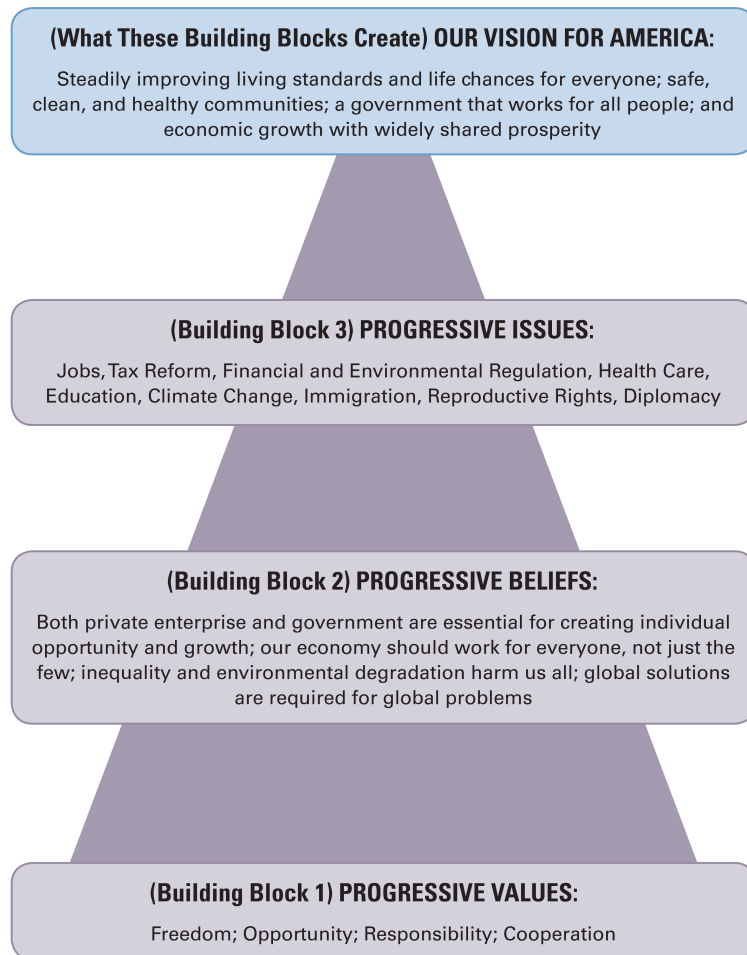 (What These Building Blocks Create) OUR VISION FOR AMERICA:
Steadily improving living standards and life chances for everyone; safe,
clean, and healthy communities; a government that works for all people; and
economic growth with widely shared prosperity
(Building Block 3) PROGRESSIVE ISSUES:
Jobs, Tax Reform, Financial and Environmental Regulation, Health Care,
Education, Climate Change, Immigration, Reproductive Rights, Diplomacy
(Building Block 2) PROGRESSIVE BELIEFS:
Both private enterprise and government are essential for creating individual
opportunity and growth; our economy should work for everyone, not just the
few; inequality and environmental degradation harm us all; global solutions
are required for global problems
(Building Block 1) PROGRESSIVE VALUES:
Freedom; Opportunity; Responsibility; Cooperation